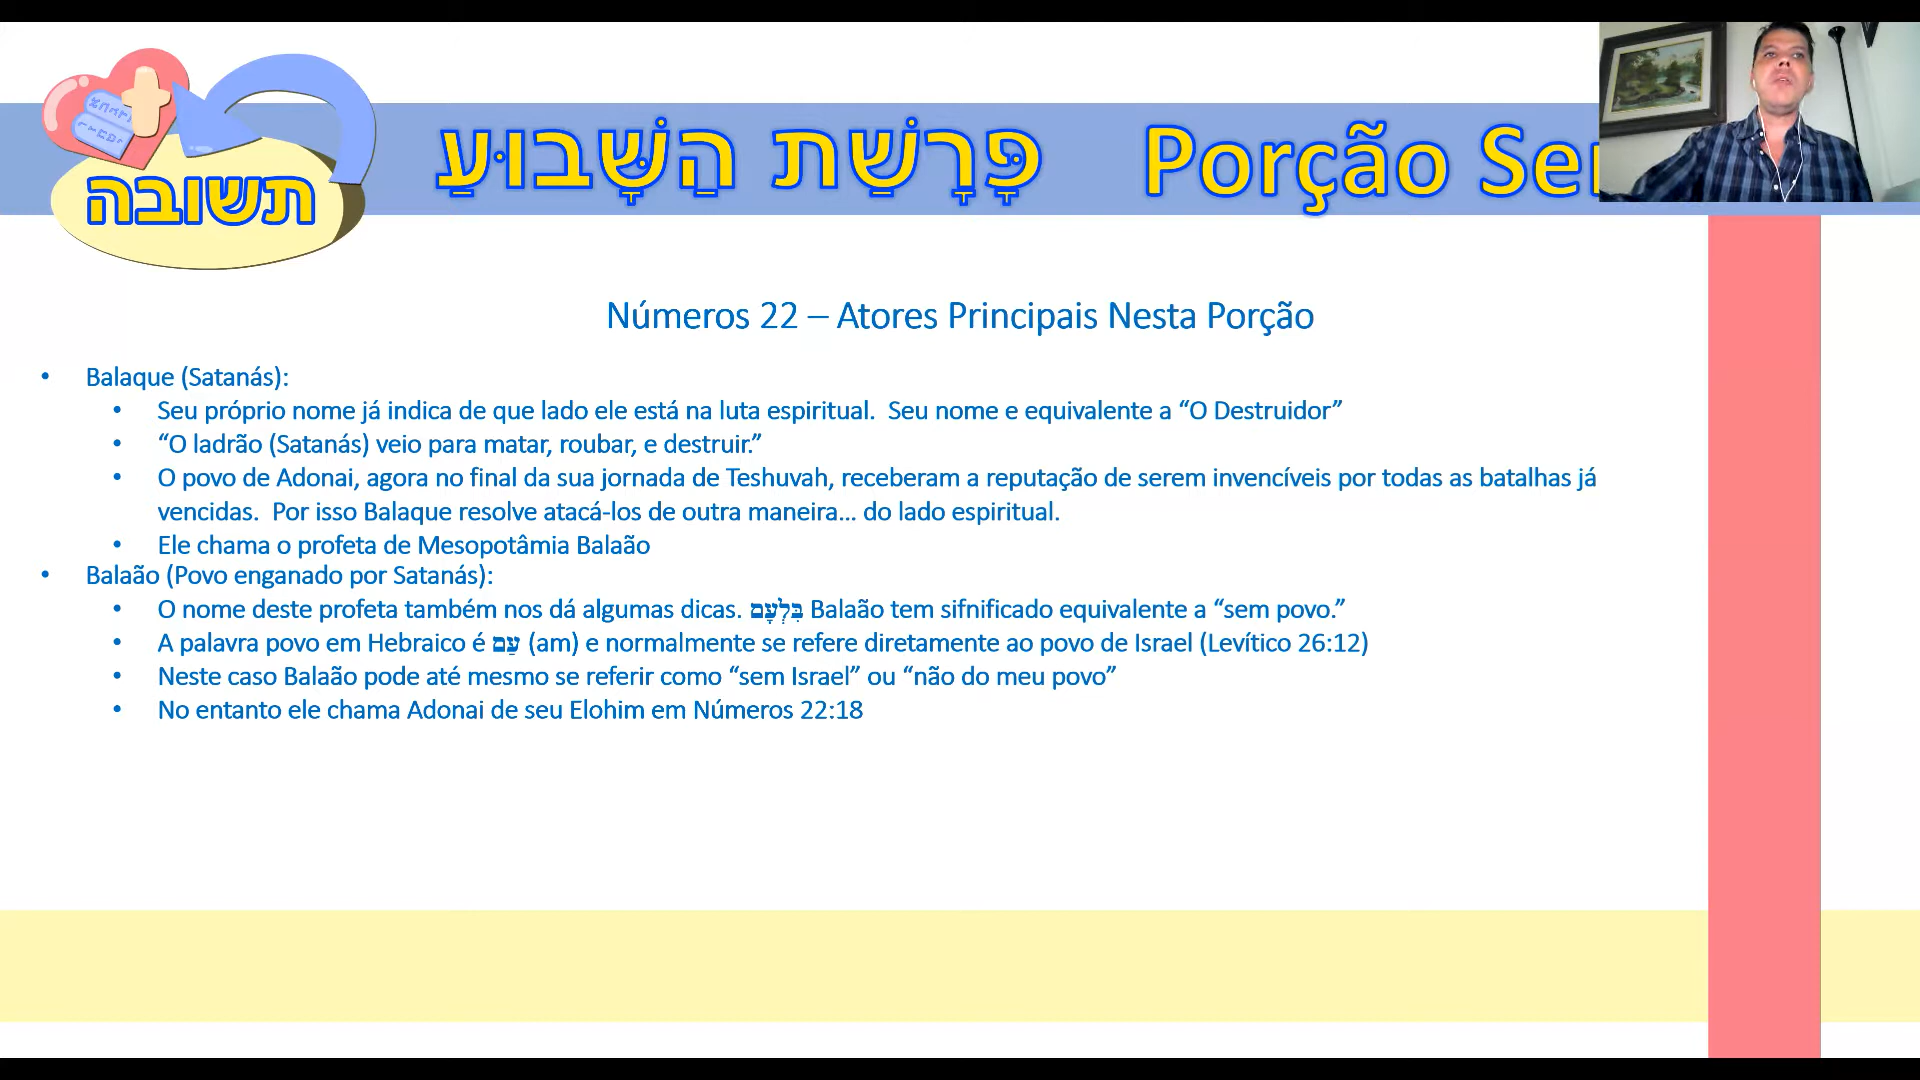 תשובה
פָּרָשַׁת הַשָּׁבוּעַ Porção
Números 22 – Atores Principais Nesta Porção
• Balaque (Satanás):
• Seu próprio nome já indica de que lado ele está na luta espiritual.  Seu nome e equivalente a “O Destruidor”
• “O ladrão (Satanás) veio para matar, roubar, e destruir.”
• O povo de Adonai, agora no final da sua jornada de Teshuvah, receberam a reputação de serem invencíveis por todas as batalhas já
vencidas.  Por isso Balaque resolve atacá-los de outra maneira... do lado espiritual.
• Ele chama o profeta de Mesopotâmia Balaão
• Balaão (Povo enganado por Satanás):
• O nome deste profeta também nos dá algumas dicas. בִּלְעָם Balaão tem sifnificado equivalente a “sem povo.”
• A palavra povo em Hebraico é עַם (am) e normalmente se refere diretamente ao povo de Israel (Levítico 26:12)
• Neste caso Balaão pode até mesmo se referir como “sem Israel” ou “não do meu povo”
• No entanto ele chama Adonai de seu Elohim em Números 22:18